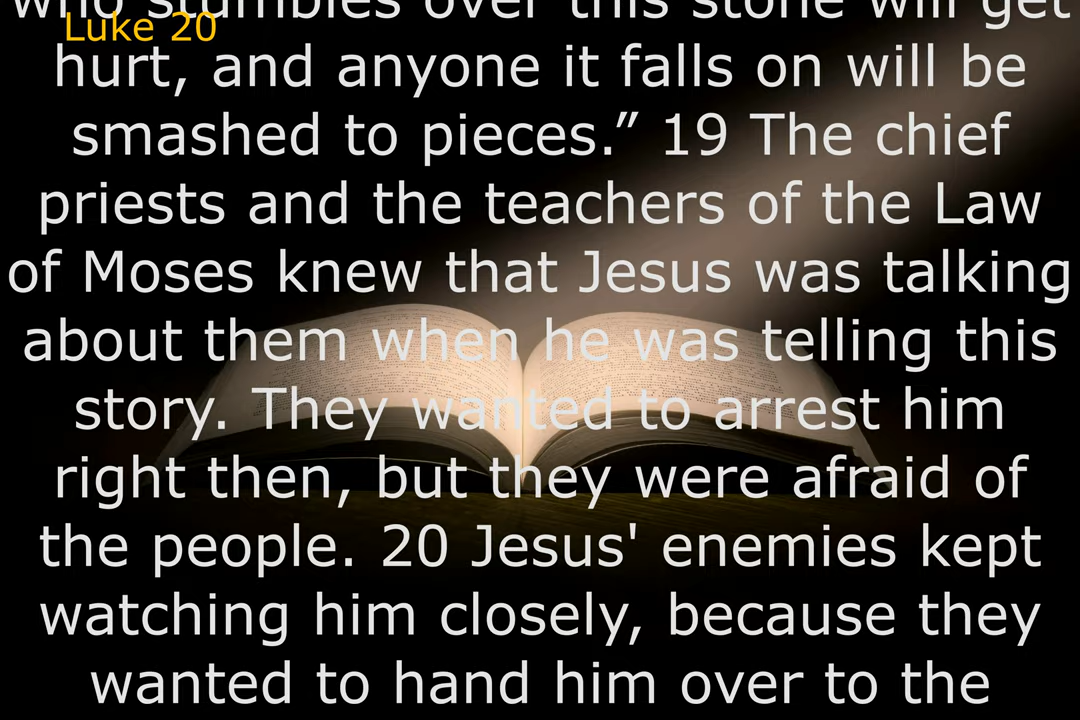 who stumbles over this stone will get
Luke 20
hurt, and anyone it falls on will be
smashed to pieces.” 19 The chief
priests and the teachers of the Law
of Moses knew that Jesus was talking
about them when he was telling this
story. They wanted to arrest him
right then, but they were afraid of
the people. 20 Jesus' enemies kept
watching him closely, because they
wanted to hand him over to the